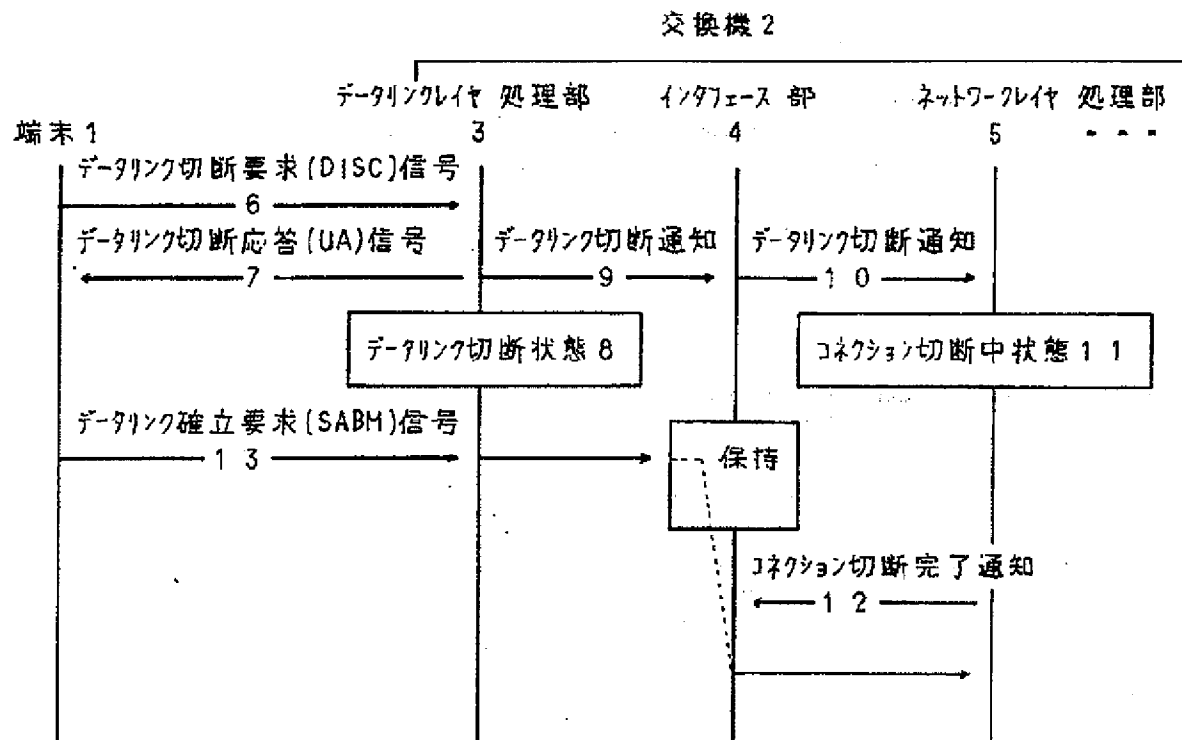 交換機2
データリンクレイヤ 処理部 インタフェース 部 ネットワークレイヤ 処理部
端末1 3 4 5 ・・・
データリンク切断要求(DISC)信号
6
データリンク切断応答(UA)信号 データリンク切断通知 データリンク切断通知
7 9 10
データリンク切断状態8 コネクション切断中状態11
データリンク確立要求(SABM)信号
13 保持
コネクション切断完了通知
12